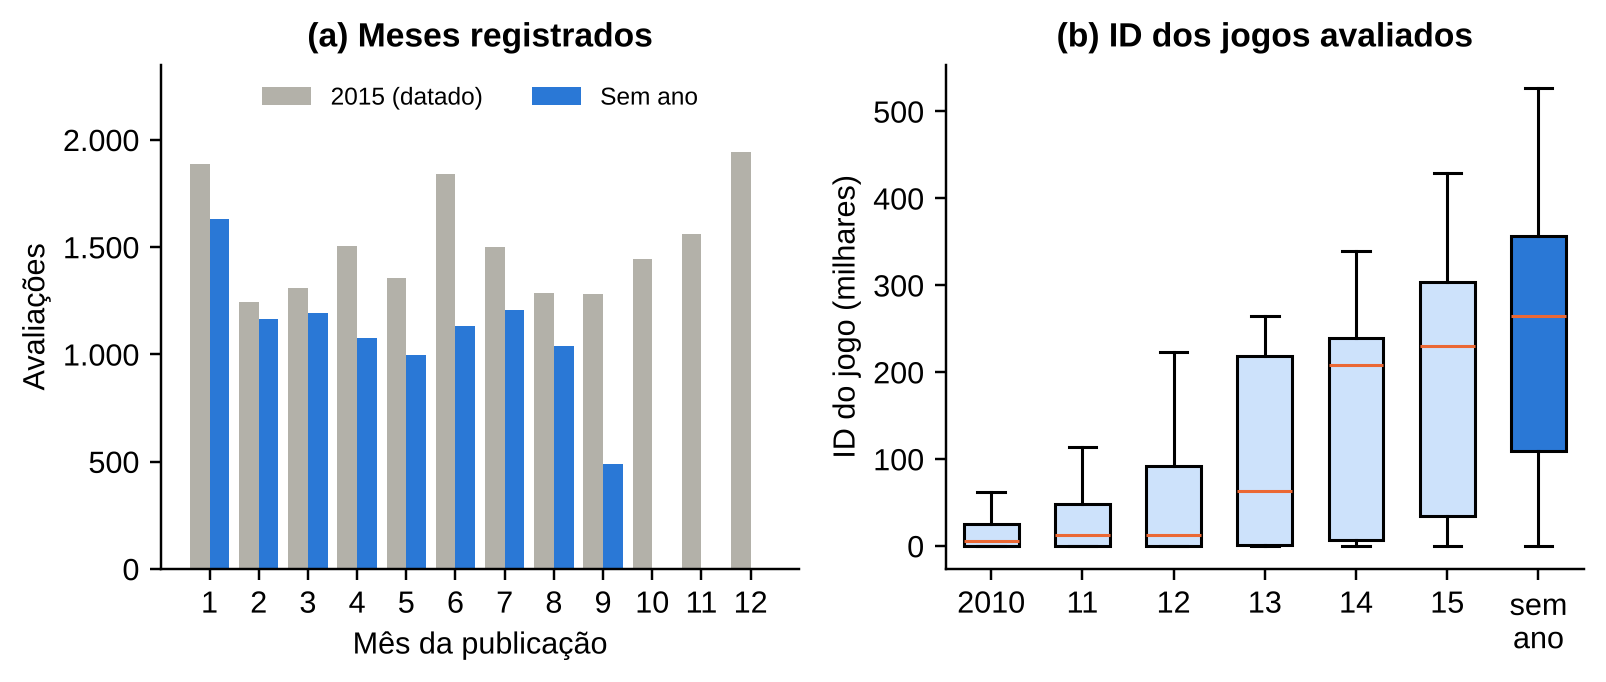 (a) Meses registrados
2015 (datado)
Sem ano
Avaliações
2.000
1.500
1.000
500
0
1 2 3 4 5 6 7 8 9 10 11 12
Mês da publicação
(b) ID dos jogos avaliados
ID do jogo (milhares)
500
400
300
200
100
0
2010 11 12 13 14 15 sem
ano